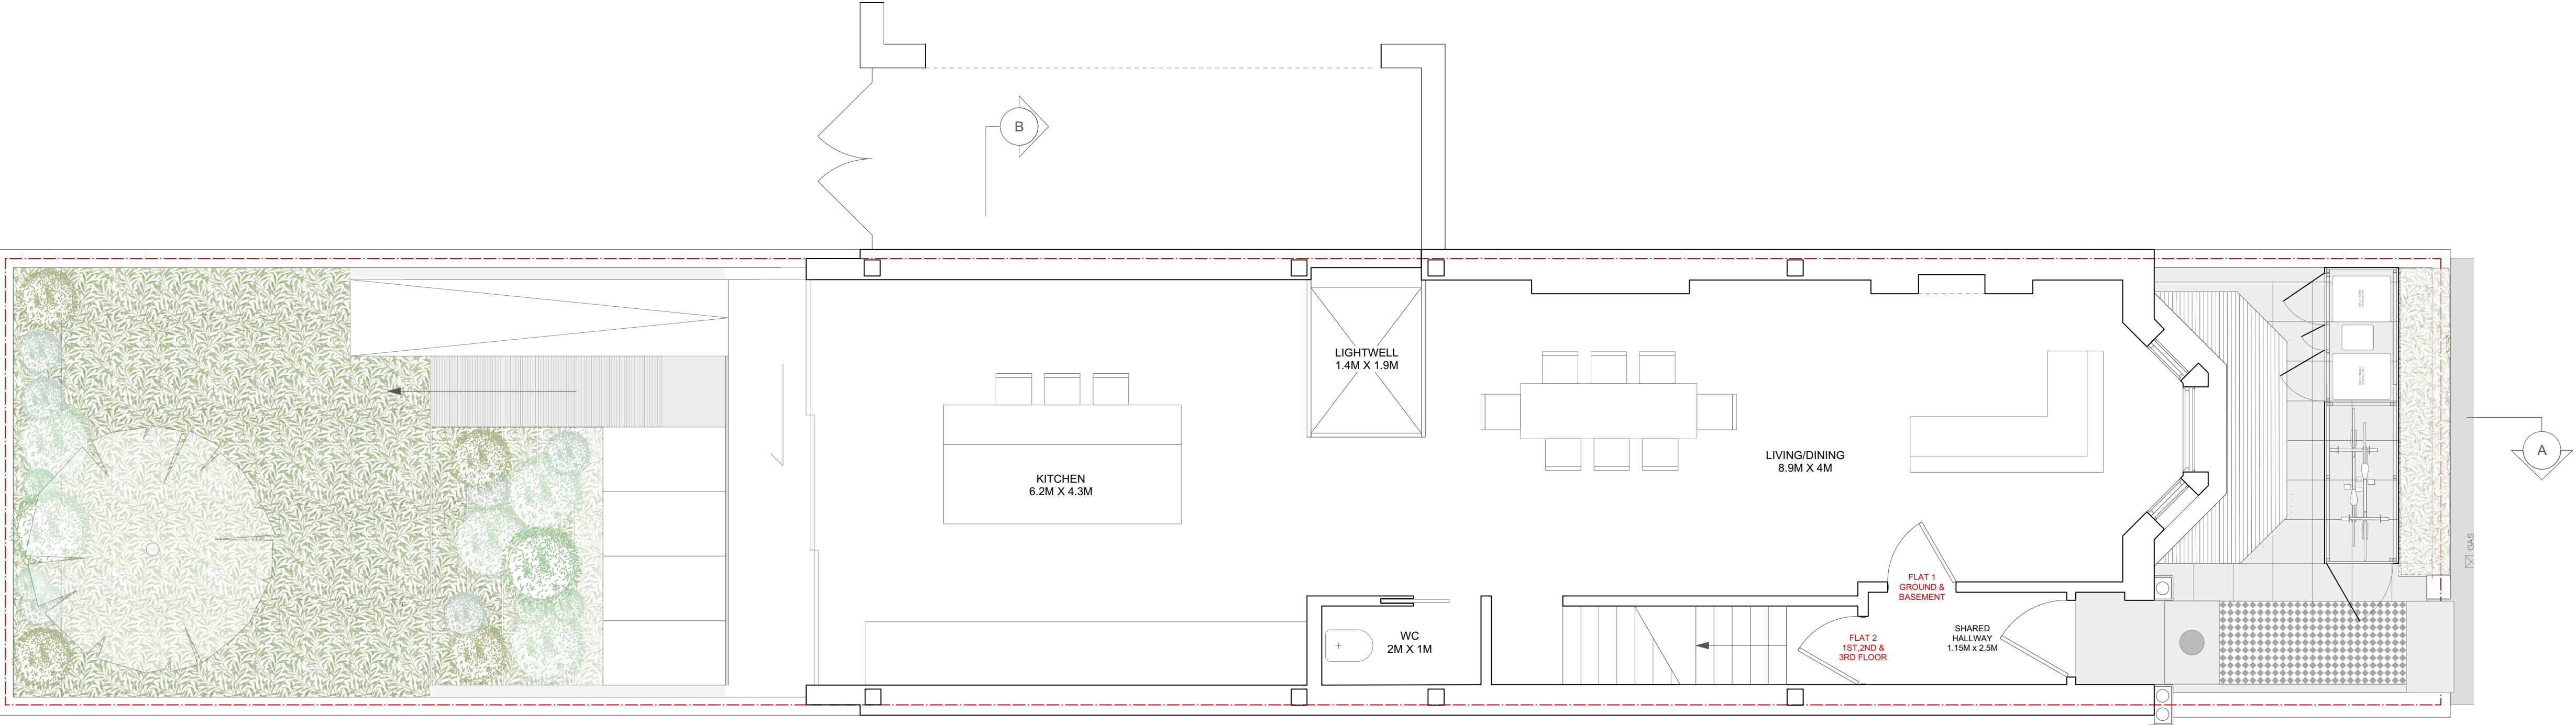 B
LIGHTWELL
1.4M X 1.9M
KITCHEN
6.2M X 4.3M
LIVING/DINING
8.9M X 4M
A
GAS
FLAT 1
GROUND &
BASEMENT
WC
2M X 1M
FLAT 2
1ST,2ND &
3RD FLOOR
SHARED
HALLWAY
1.15M x 2.5M